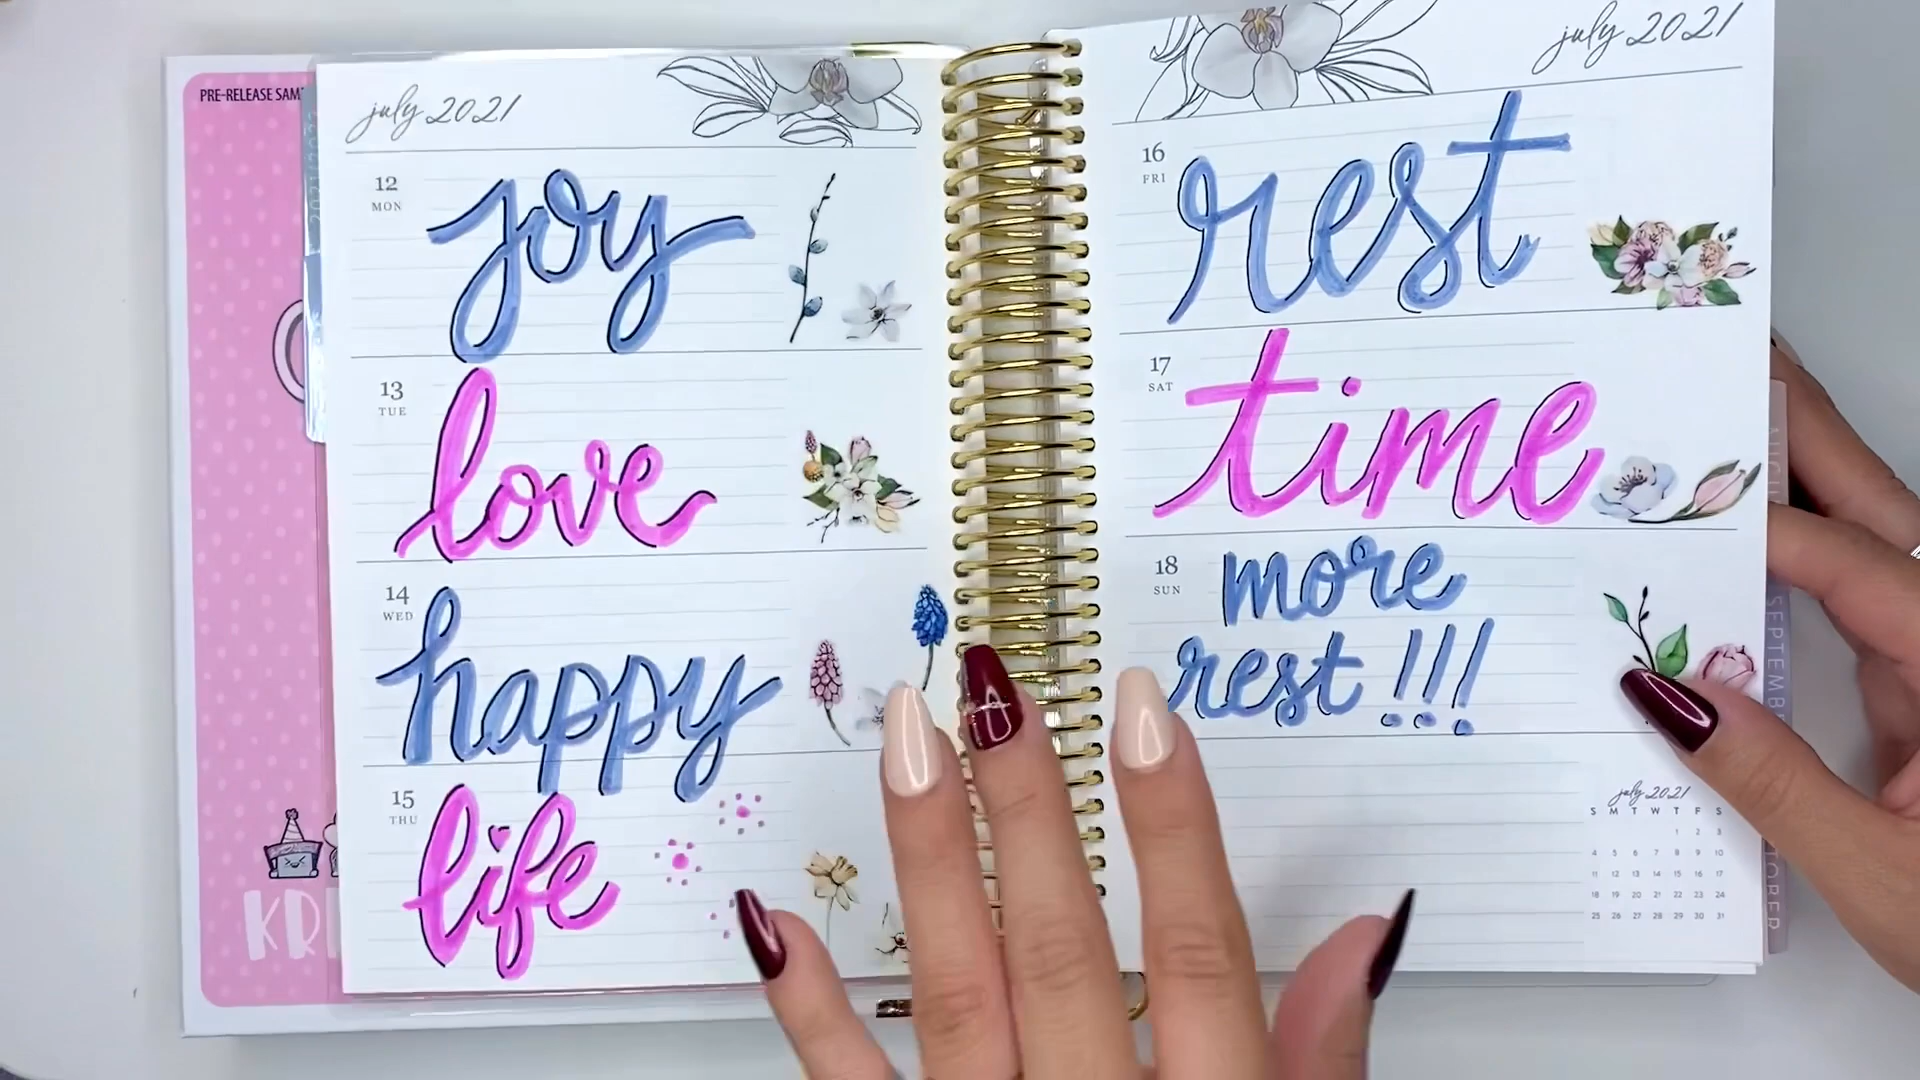 PRE-RELEASE
july 2021
12
MON
joy
13
TUE
love
14
WED
happy
15
THU
life
july 2021
16
FRI
rest
17
SAT
time
18
SUN
more
rest !!!
july 2021
S M T W T F S
1 2 3
4 5 6 7 8 9 10
11 12 13 14 15 16 17
18 19 20 21 22 23 24
25 26 27 28 29 30 31
2021/2022
SEPTEMBE